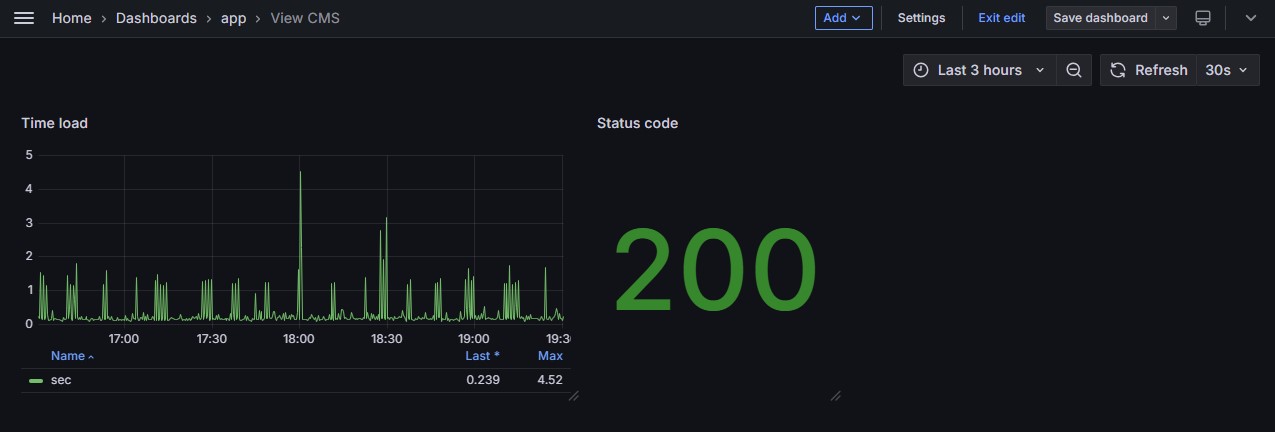 Home › Dashboards › app › View CMS Add Settings Exit edit Save dashboard
Last 3 hours Refresh 30s
Time load Status code
5
4
3
2
1
0
200
17:00 17:30 18:00 18:30 19:00 19:3
Name Last * Max
sec 0.239 4.52